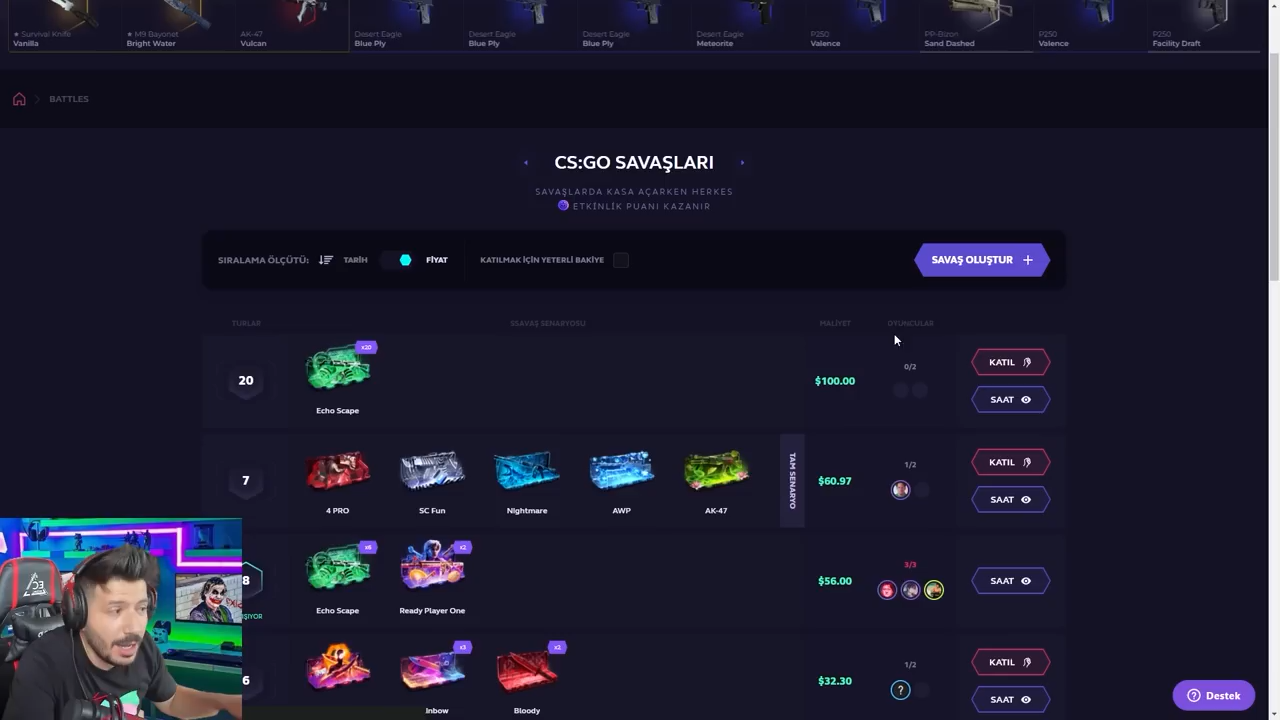 ★ Survival Knife
Vanilla
★ M9 Bayonet
Bright Water
AK-47
Vulcan
Desert Eagle
Blue Ply
Desert Eagle
Blue Ply
Desert Eagle
Blue Ply
Desert Eagle
Meteorite
P250
Valence
PP-Bizon
Sand Dashed
P250
Valence
P250
Facility Draft
BATTLES
CS:GO SAVAŞLARI
SAVAŞLARDA KASA AÇARKEN HERKES
ETKİNLİK PUANI KAZANIR
SIRALAMA ÖLÇÜTÜ:
TARİH
FİYAT
KATILMAK İÇİN YETERLİ BAKİYE
SAVAŞ OLUŞTUR +
TURLAR
SSAVAŞ SENARYOSU
MALİYET
OYUNCULAR
20
x20
Echo Scape
$100.00
0/2
KATIL
SAAT
7
4 PRO
SC Fun
Nightmare
AWP
AK-47
TAM SENARYO
$60.97
1/2
KATIL
SAAT
8
x6
Echo Scape
x2
Ready Player One
$56.00
3/3
SAAT
6
x3
nbow
x2
Bloody
$32.30
1/2
?
KATIL
SAAT
Destek